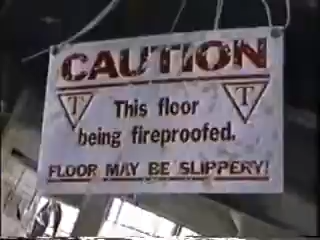 CAUTION
T This floor T
being fireproofed.
FLOOR MAY BE SLIPPERY!